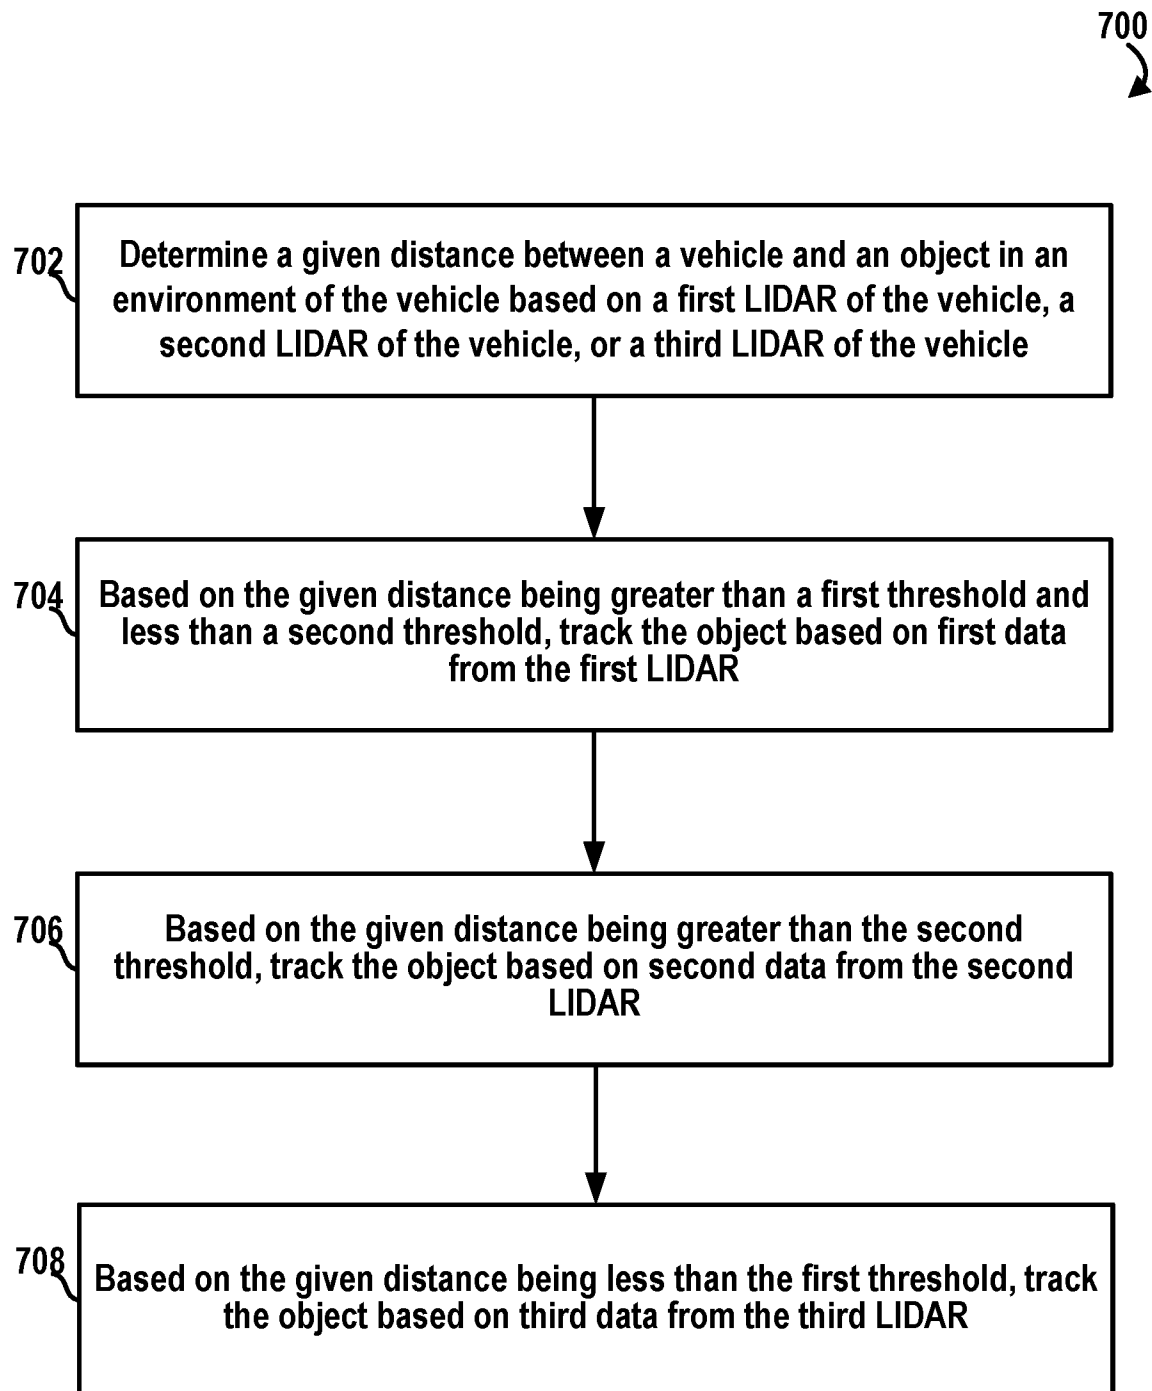 700
702
Determine a given distance between a vehicle and an object in an
environment of the vehicle based on a first LIDAR of the vehicle, a
second LIDAR of the vehicle, or a third LIDAR of the vehicle
704
Based on the given distance being greater than a first threshold and
less than a second threshold, track the object based on first data
from the first LIDAR
706
Based on the given distance being greater than the second
threshold, track the object based on second data from the second
LIDAR
708
Based on the given distance being less than the first threshold, track
the object based on third data from the third LIDAR